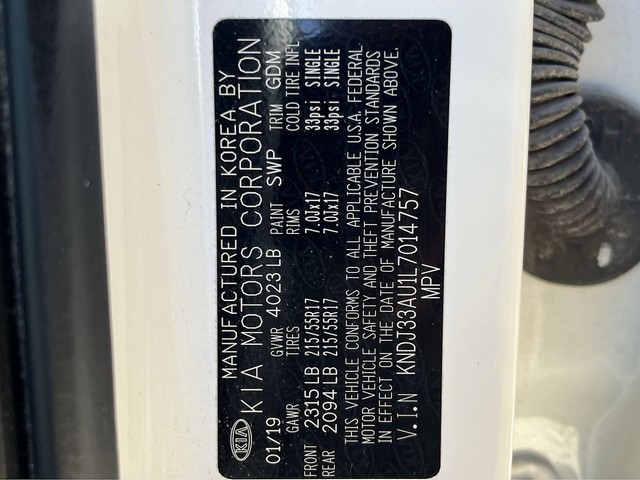 KIA
MANUFACTURED IN KOREA BY
KIA MOTORS CORPORATION
01/19 GVWR 4023 LB PAINT SWP TRIM GDM
GAWR TIRES RIMS COLD TIRE INFL
FRONT 2315 LB 215/55R17 7.0Jx17 33psi SINGLE
REAR 2094 LB 215/55R17 7.0Jx17 33psi SINGLE
THIS VEHICLE CONFORMS TO ALL APPLICABLE U.S.A. FEDERAL
MOTOR VEHICLE SAFETY AND THEFT PREVENTION STANDARDS
IN EFFECT ON THE DATE OF MANUFACTURE SHOWN ABOVE.
V.I.N KNDJ33AU1L7014757
MPV